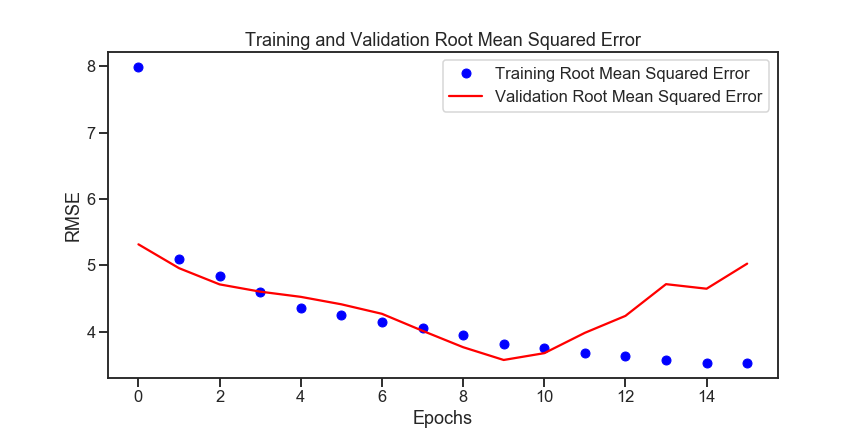 Training and Validation Root Mean Squared Error
Training Root Mean Squared Error
Validation Root Mean Squared Error
8
7
6
5
4
RMSE
0 2 4 6 8 10 12 14
Epochs